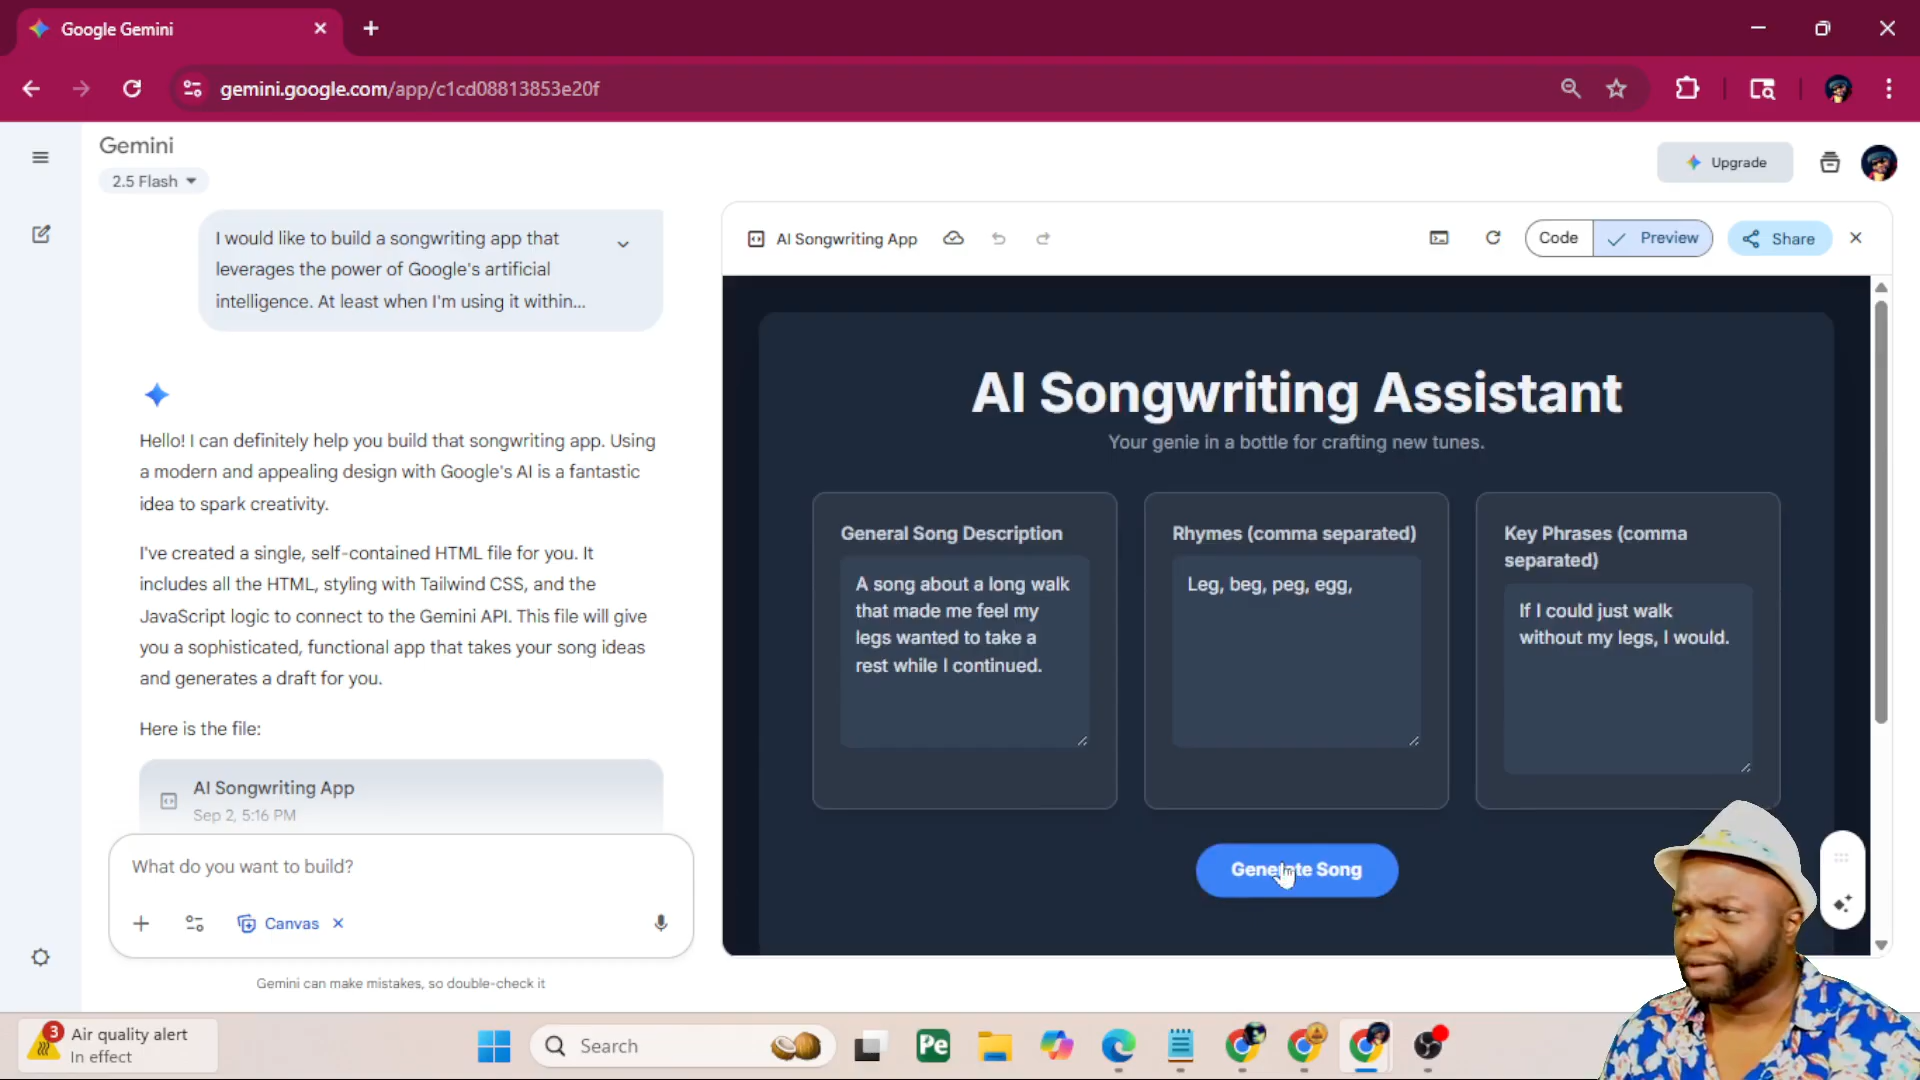 Google Gemini
gemini.google.com/app/c1cd08813853e20f
Gemini
2.5 Flash
Upgrade
I would like to build a songwriting app that
leverages the power of Google's artificial
intelligence. At least when I'm using it within...
Hello! I can definitely help you build that songwriting app. Using
a modern and appealing design with Google's AI is a fantastic
idea to spark creativity.
I've created a single, self-contained HTML file for you. It
includes all the HTML, styling with Tailwind CSS, and the
JavaScript logic to connect to the Gemini API. This file will give
you a sophisticated, functional app that takes your song ideas
and generates a draft for you.
Here is the file:
AI Songwriting App
Sep 2, 5:16 PM
What do you want to build?
Canvas
Gemini can make mistakes, so double-check it
AI Songwriting App
Code
Preview
Share
AI Songwriting Assistant
Your genie in a bottle for crafting new tunes.
General Song Description
A song about a long walk
that made me feel my
legs wanted to take a
rest while I continued.
Rhymes (comma separated)
Leg, beg, peg, egg,
Key Phrases (comma
separated)
If I could just walk
without my legs, I would.
Generate Song
3
Air quality alert
In effect
Search
Pe